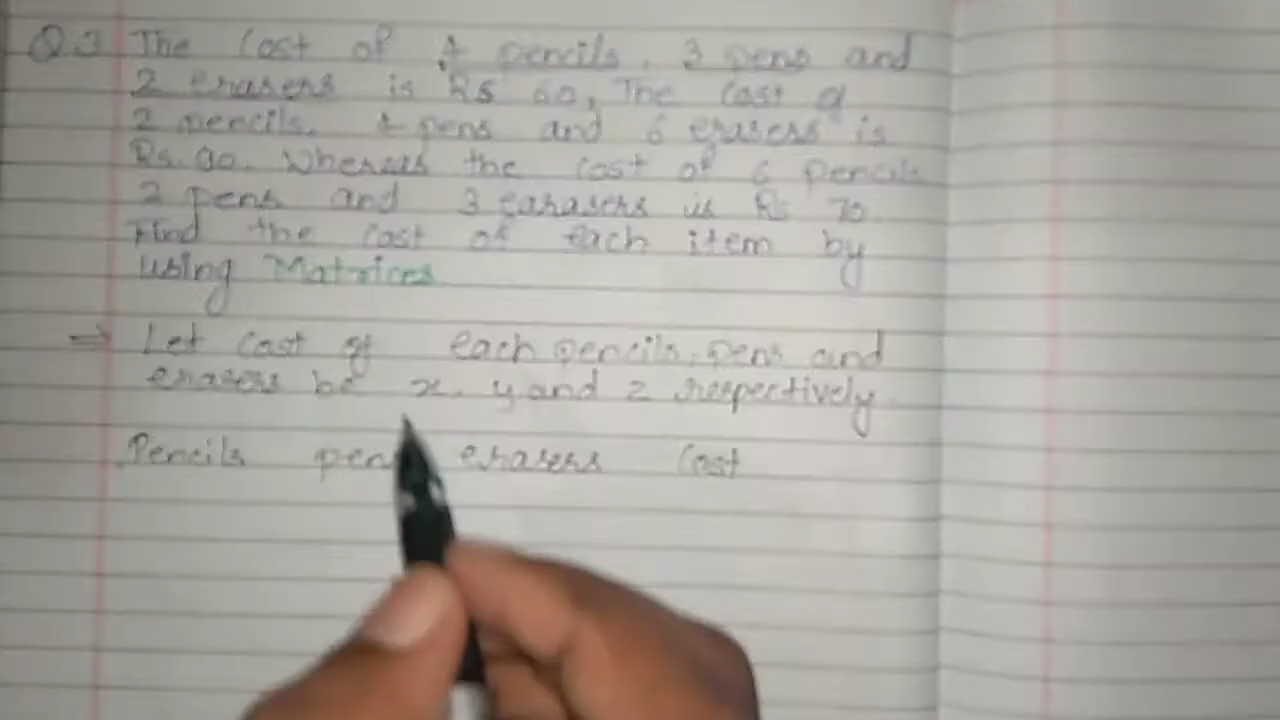 Q.3 The Cost of 4 pencils, 3 pens and
2 erasers is Rs 60, The Cost of
2 pencils, 4 pens and 6 erasers is
Rs.90. Whereas the Cost of 6 pencils
2 pens and 3 earasers is Rs 70
Find the Cost of each item by
using Matrices
⇒ Let Cost of each pencils, pens and
erasers be x, y and z respectively
Pencils pens erasers Cost